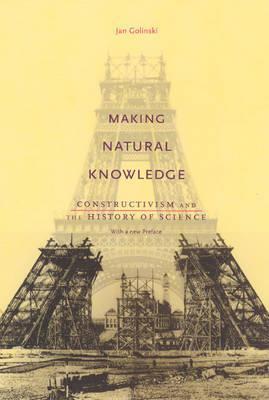 Jan Golinski
MAKING
NATURAL
KNOWLEDGE
CONSTRUCTIVISM AND
THE HISTORY OF SCIENCE
With a new Preface